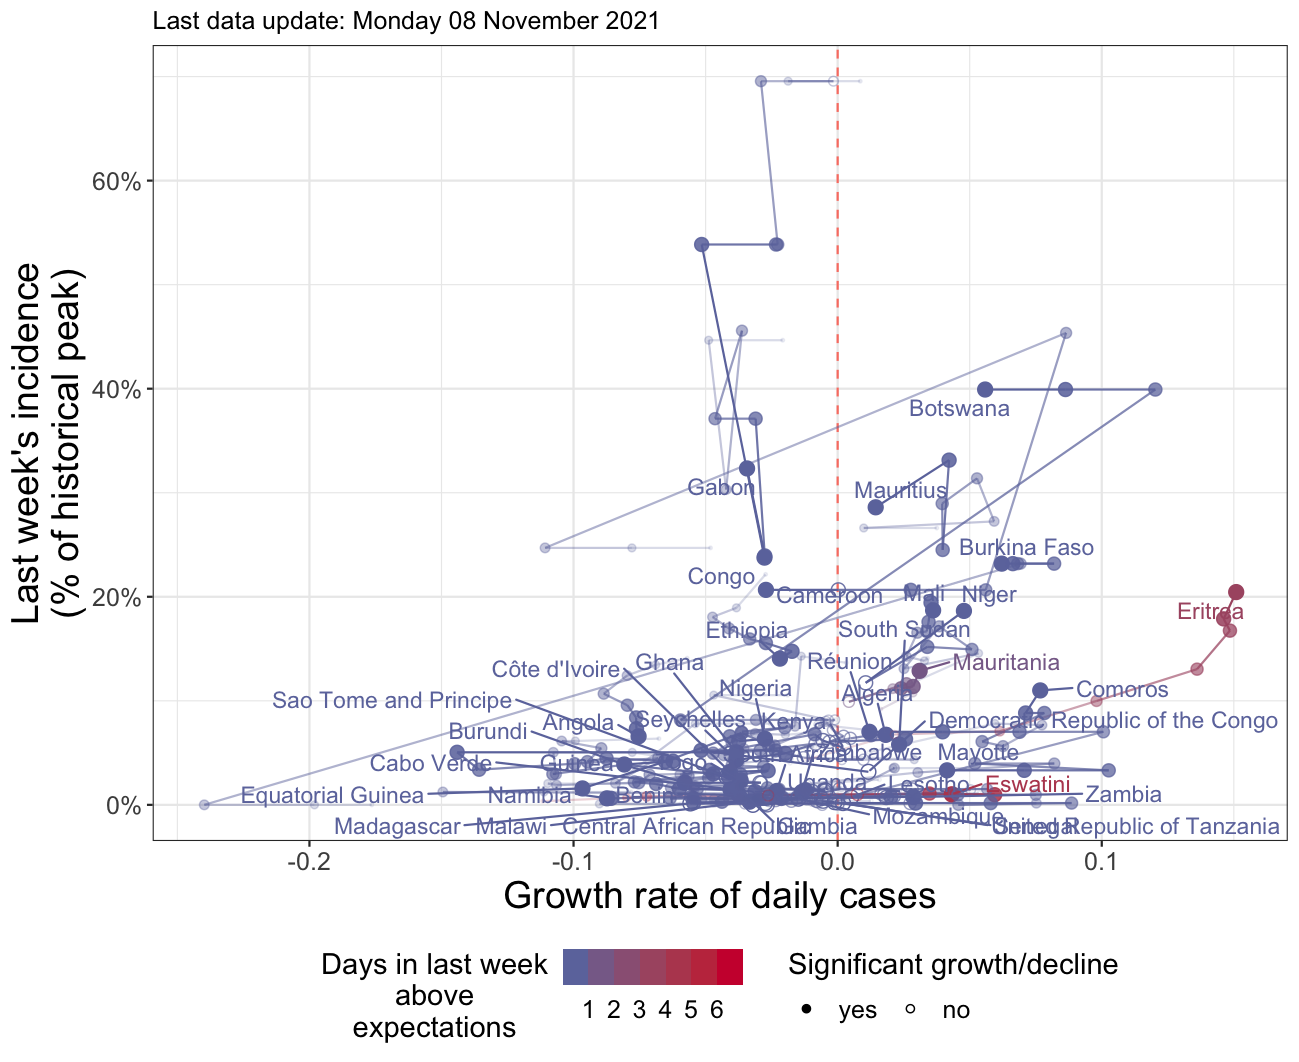 Last data update: Monday 08 November 2021
Last week's incidence
(% of historical peak)
60%
40%
20%
0%
Botswana
Gabon
Mauritius
Burkina Faso
Congo
Cameroon
Mali
Niger
Eritrea
Ethiopia
South Sudan
Côte d'Ivoire
Ghana
Réunion
Mauritania
Sao Tome and Principe
Nigeria
Algeria
Comoros
Burundi
Angola
Seychelles
Kenya
Democratic Republic of the Congo
Cabo Verde
Guinea
Togo
Mayotte
Equatorial Guinea
Namibia
Benin
Uganda
Lesotho
Eswatini
Zambia
Madagascar
Malawi
Central African Republic
Gambia
Mozambique
Senegal
-0.2
-0.1
0.0
0.1
Growth rate of daily cases
Days in last week
above
expectations
1 2 3 4 5 6
Significant growth/decline
yes
no